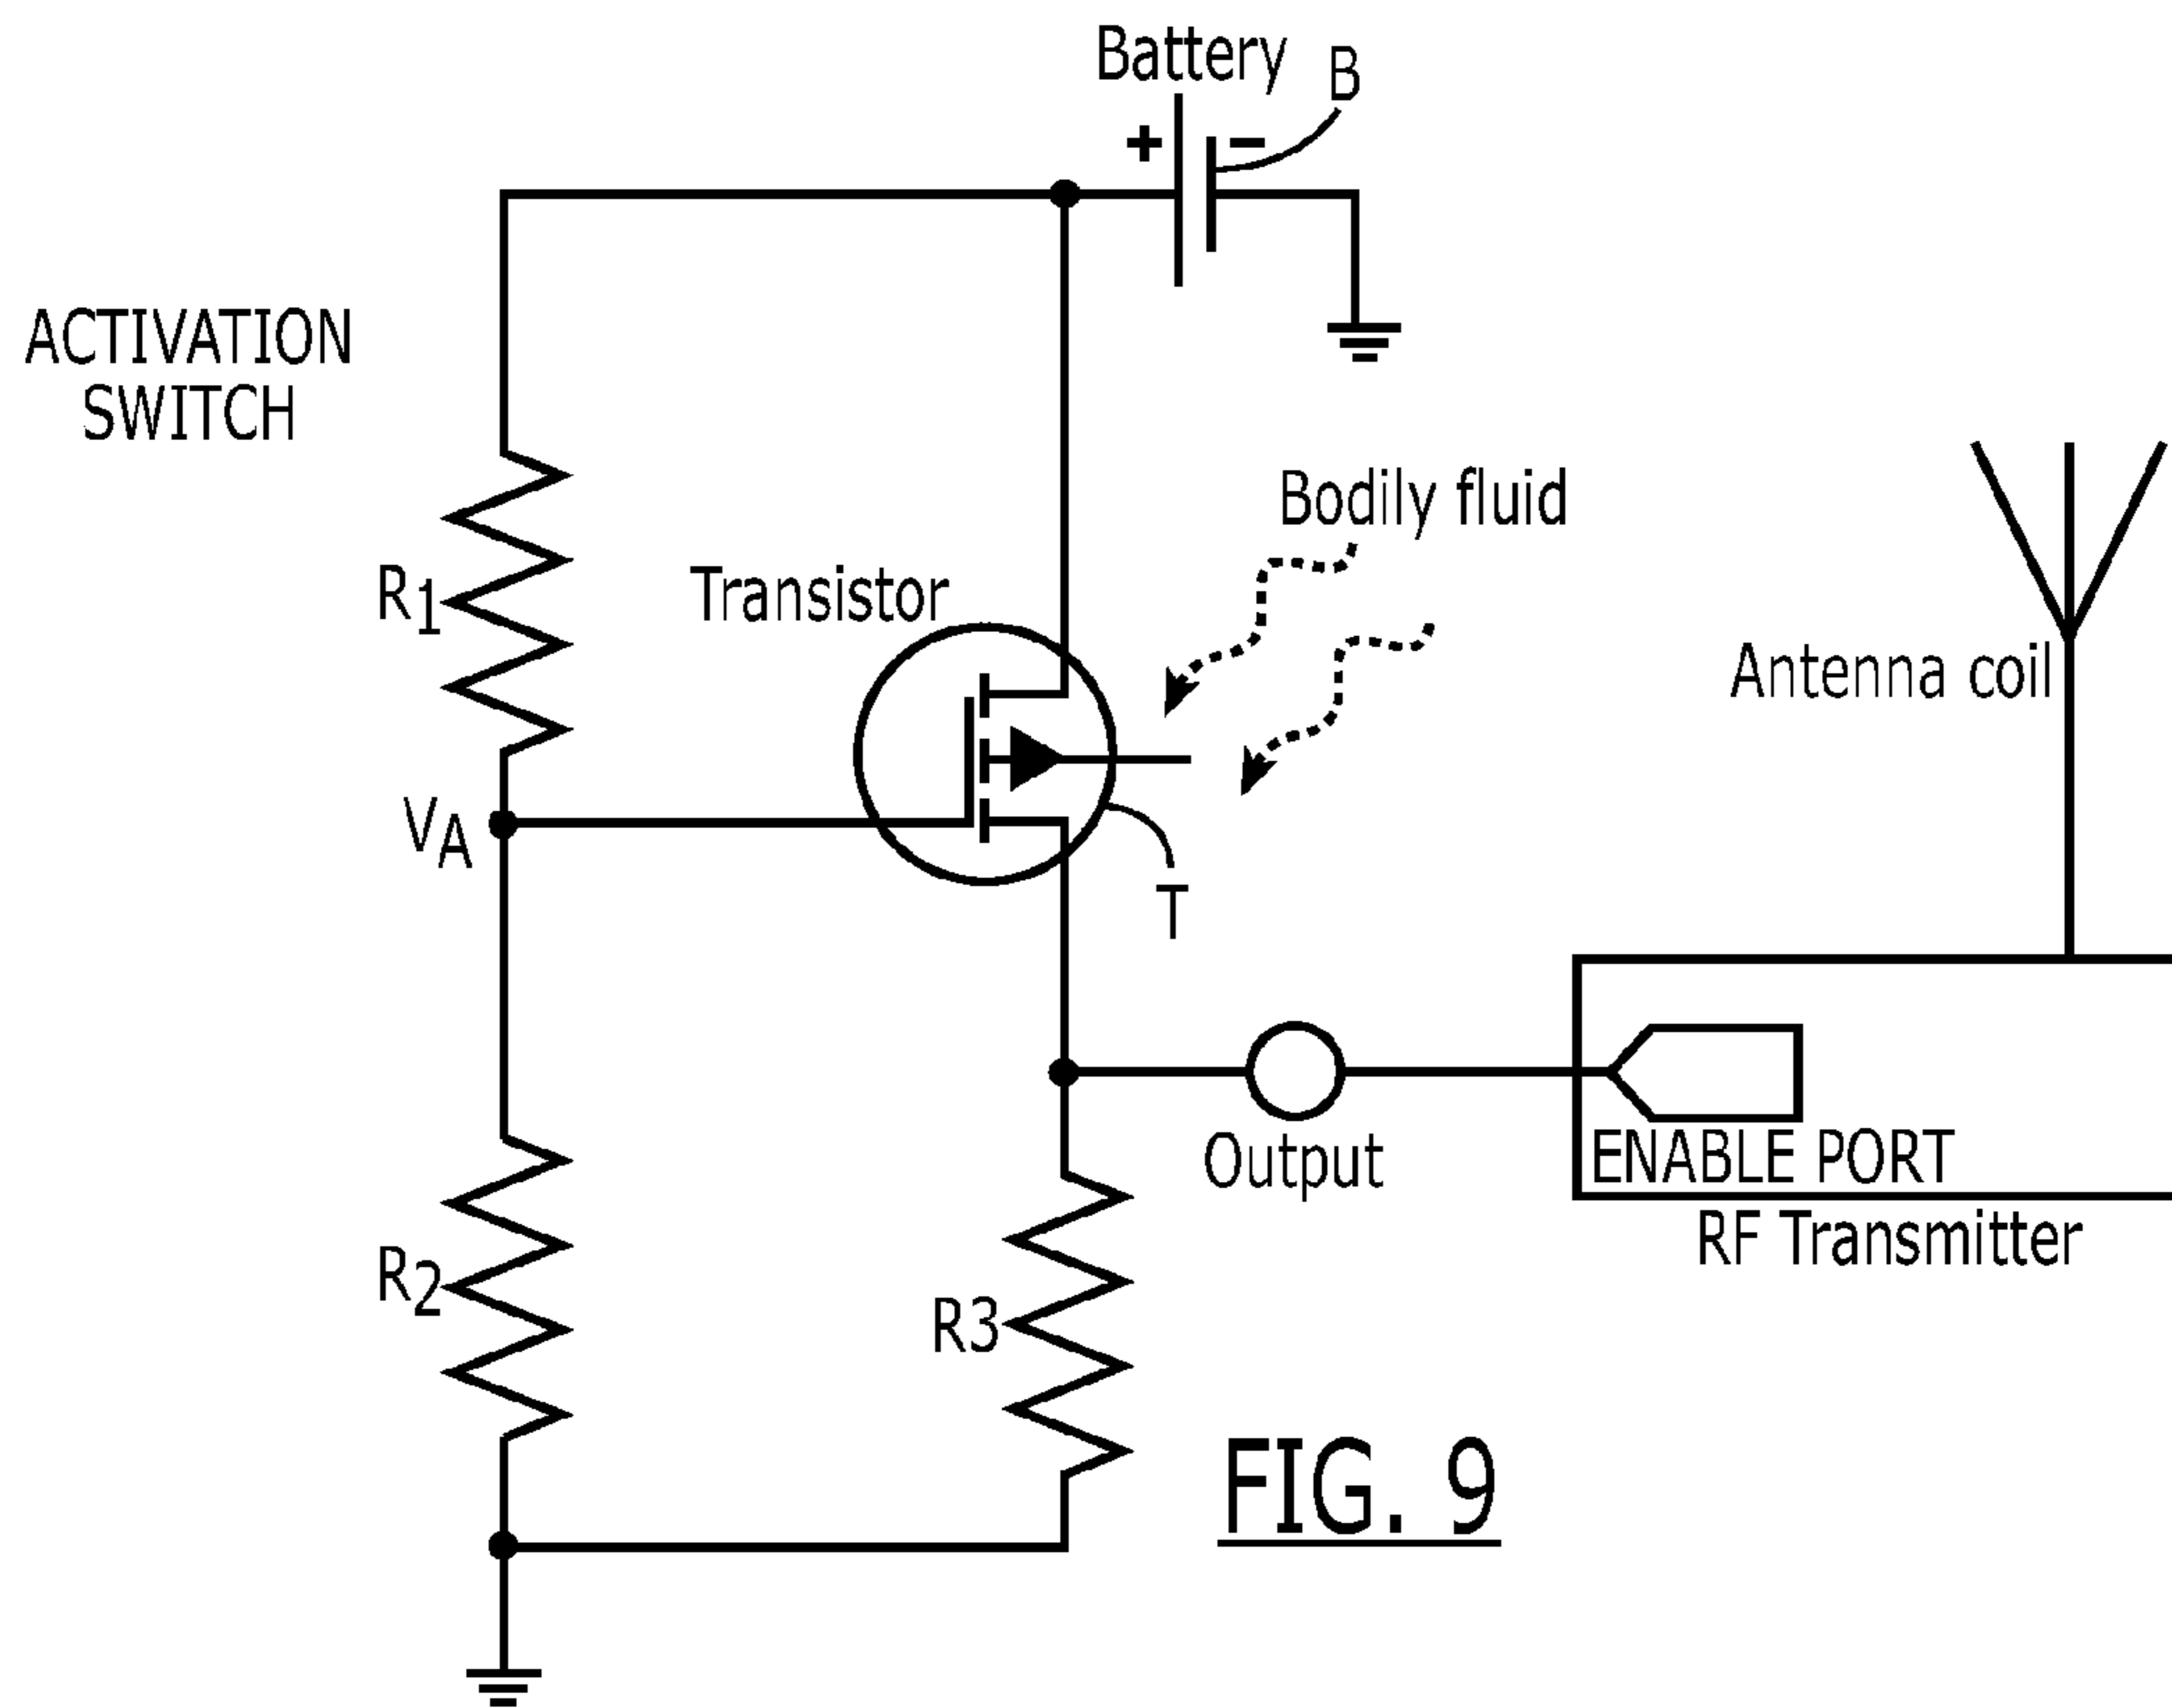 Battery
B
+
−
ACTIVATION
SWITCH
Bodily fluid
R1
Transistor
Antenna coil
VA
T
Output
ENABLE PORT
RF Transmitter
R2
R3
FIG. 9